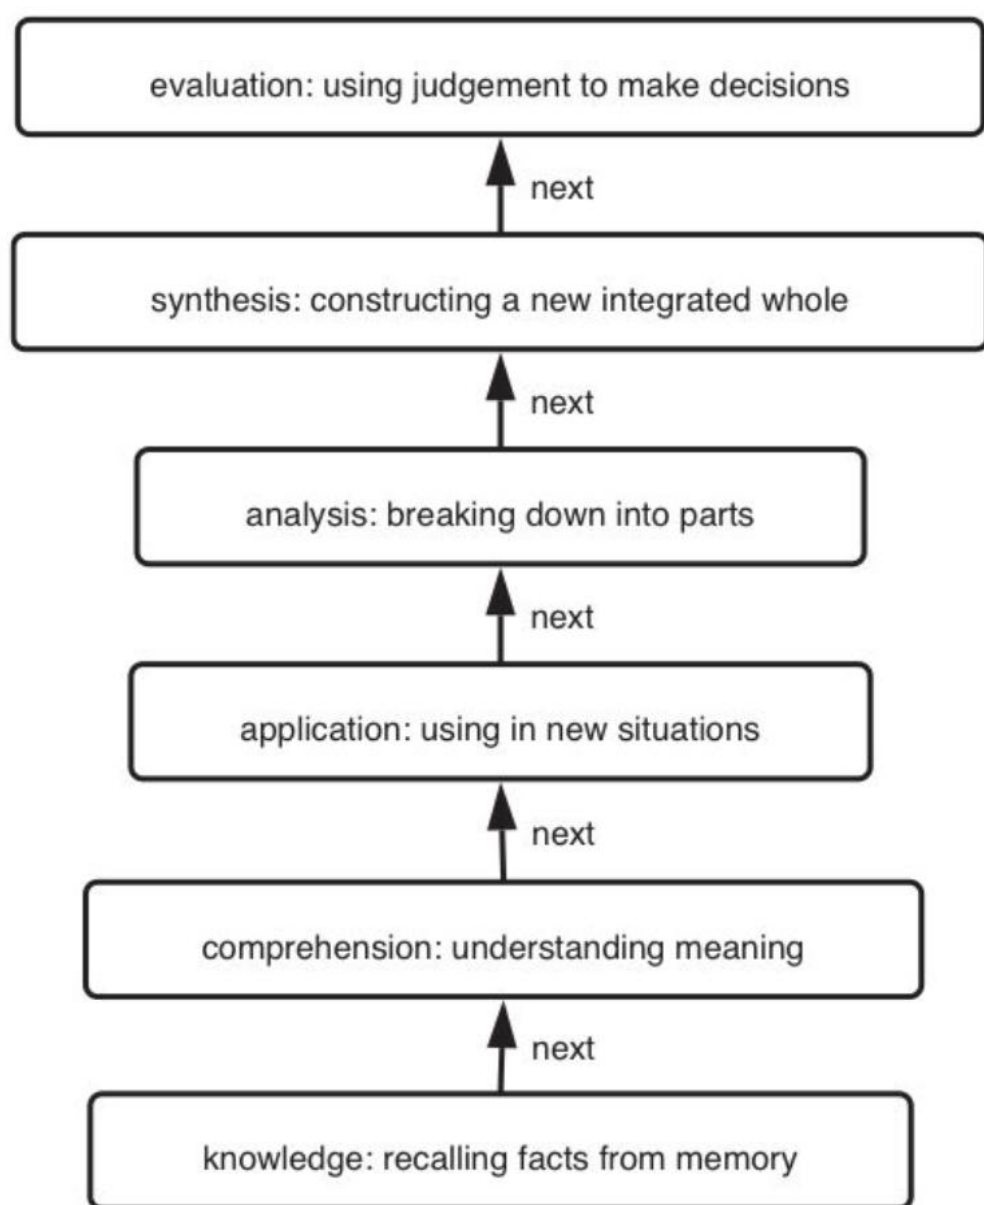 evaluation: using judgement to make decisions
next
synthesis: constructing a new integrated whole
next
analysis: breaking down into parts
next
application: using in new situations
next
comprehension: understanding meaning
next
knowledge: recalling facts from memory